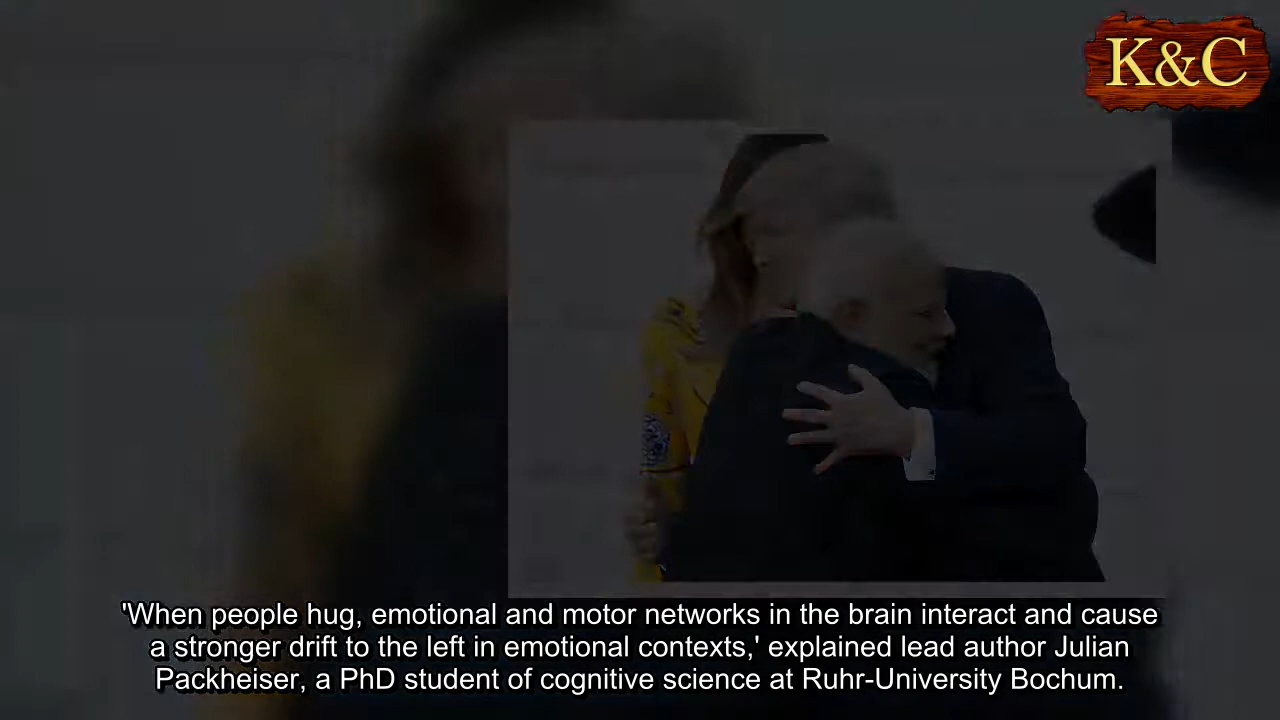 K&C
'When people hug, emotional and motor networks in the brain interact and cause
a stronger drift to the left in emotional contexts,' explained lead author Julian
Packheiser, a PhD student of cognitive science at Ruhr-University Bochum.